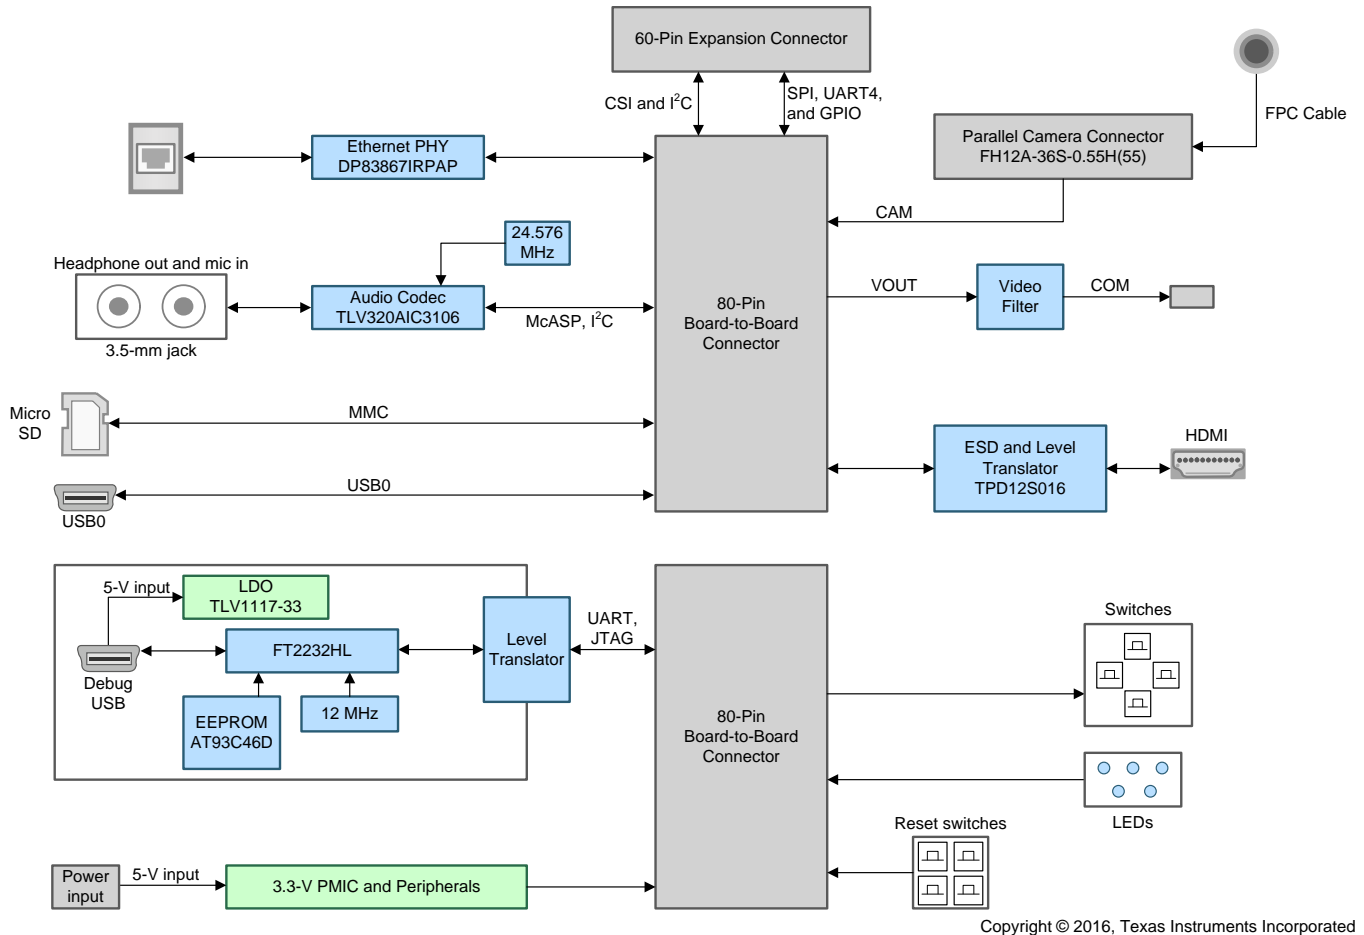 60-Pin Expansion Connector
CSI and I²C
SPI, UART4,
and GPIO
FPC Cable
Parallel Camera Connector
FH12A-36S-0.55H(55)
Ethernet PHY
DP83867IRPAP
CAM
24.576
MHz
Headphone out and mic in
Audio Codec
TLV320AIC3106
McASP, I²C
3.5-mm jack
80-Pin
Board-to-Board
Connector
VOUT
Video
Filter
COM
Micro
SD
MMC
USB0
USB0
ESD and Level
Translator
TPD12S016
HDMI
5-V input
LDO
TLV1117-33
FT2232HL
Debug
USB
EEPROM
AT93C46D
12 MHz
Level
Translator
UART,
JTAG
80-Pin
Board-to-Board
Connector
Switches
LEDs
Reset switches
Power
input
5-V input
3.3-V PMIC and Peripherals
Copyright © 2016, Texas Instruments Incorporated